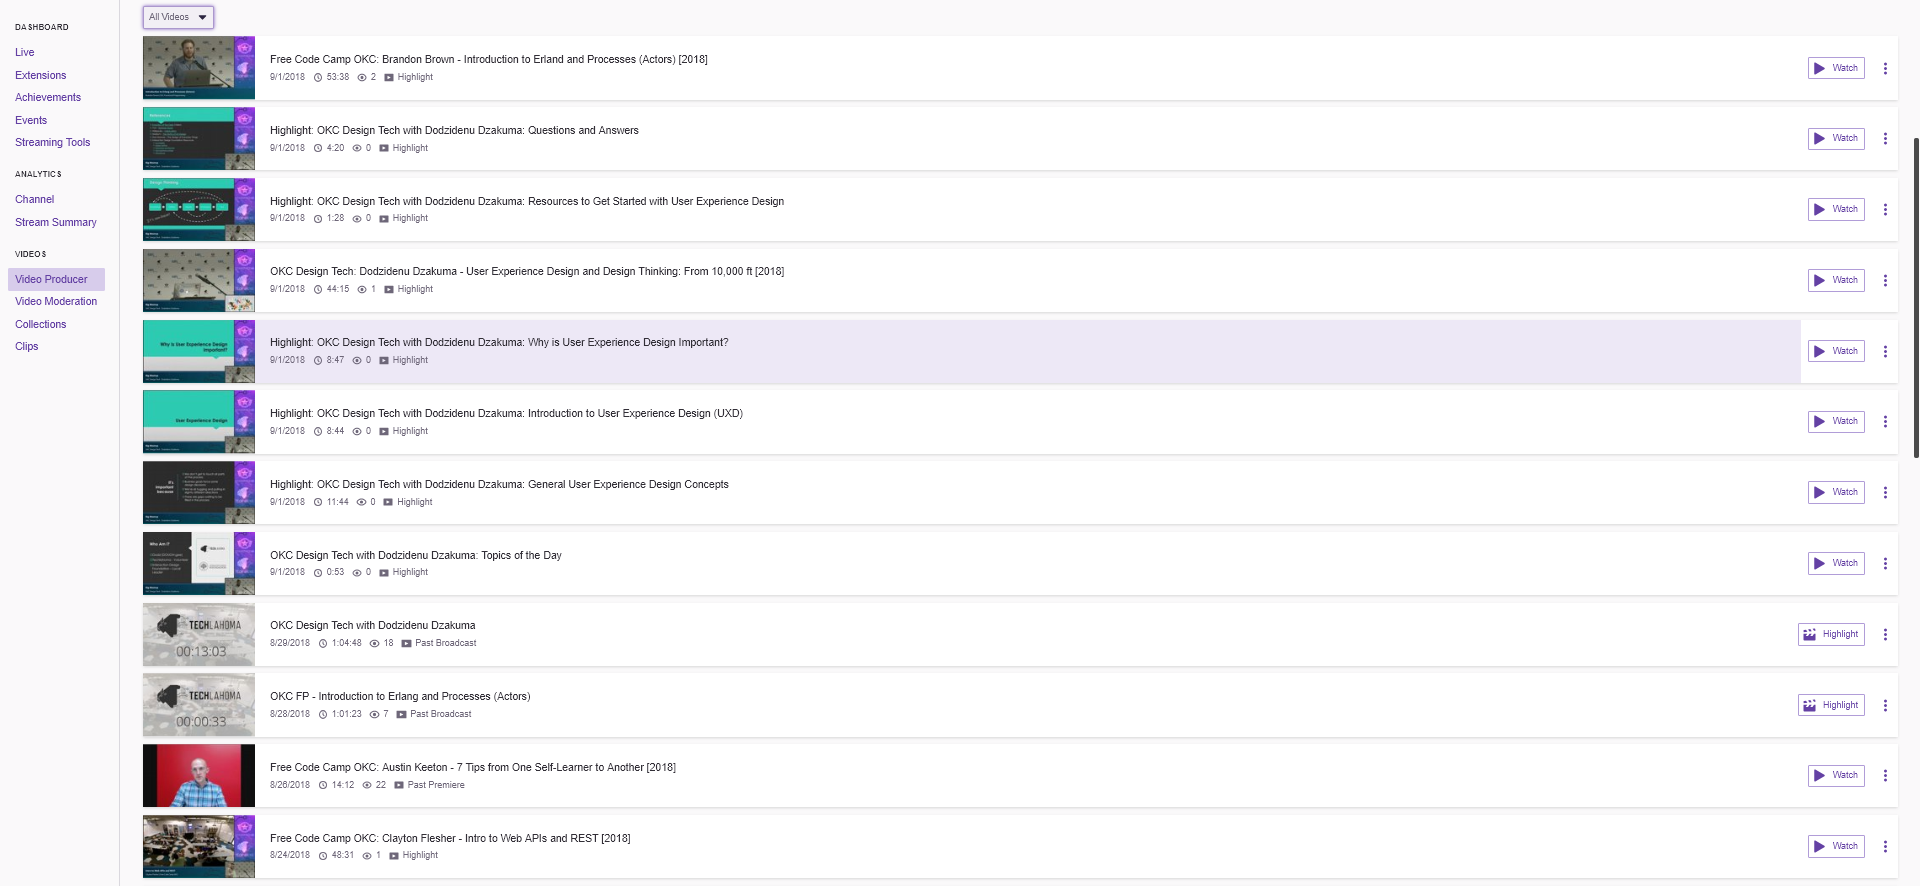 DASHBOARD
Live
Extensions
Achievements
Events
Streaming Tools
ANALYTICS
Channel
Stream Summary
VIDEOS
Video Producer
Video Moderation
Collections
Clips
All Videos
Free Code Camp OKC: Brandon Brown - Introduction to Erland and Processes (Actors) [2018]
9/1/2018 53:38 2 Highlight
Watch
Highlight: OKC Design Tech with Dodzidenu Dzakuma: Questions and Answers
9/1/2018 4:20 0 Highlight
Watch
Highlight: OKC Design Tech with Dodzidenu Dzakuma: Resources to Get Started with User Experience Design
9/1/2018 1:28 0 Highlight
Watch
OKC Design Tech: Dodzidenu Dzakuma - User Experience Design and Design Thinking: From 10,000 ft [2018]
9/1/2018 44:15 1 Highlight
Watch
Why is User Experience Design
Important?
Highlight: OKC Design Tech with Dodzidenu Dzakuma: Why is User Experience Design Important?
9/1/2018 8:47 0 Highlight
Watch
User Experience Design
Highlight: OKC Design Tech with Dodzidenu Dzakuma: Introduction to User Experience Design (UXD)
9/1/2018 8:44 0 Highlight
Watch
Highlight: OKC Design Tech with Dodzidenu Dzakuma: General User Experience Design Concepts
9/1/2018 11:44 0 Highlight
Watch
Who Am I?
OKC Design Tech with Dodzidenu Dzakuma: Topics of the Day
9/1/2018 0:53 0 Highlight
Watch
TECHLAHOMA
00:13:03
OKC Design Tech with Dodzidenu Dzakuma
8/29/2018 1:04:48 18 Past Broadcast
Highlight
TECHLAHOMA
00:00:33
OKC FP - Introduction to Erlang and Processes (Actors)
8/28/2018 1:01:23 7 Past Broadcast
Highlight
Free Code Camp OKC: Austin Keeton - 7 Tips from One Self-Learner to Another [2018]
8/26/2018 14:12 22 Past Premiere
Watch
Free Code Camp OKC: Clayton Flesher - Intro to Web APIs and REST [2018]
8/24/2018 48:31 1 Highlight
Watch